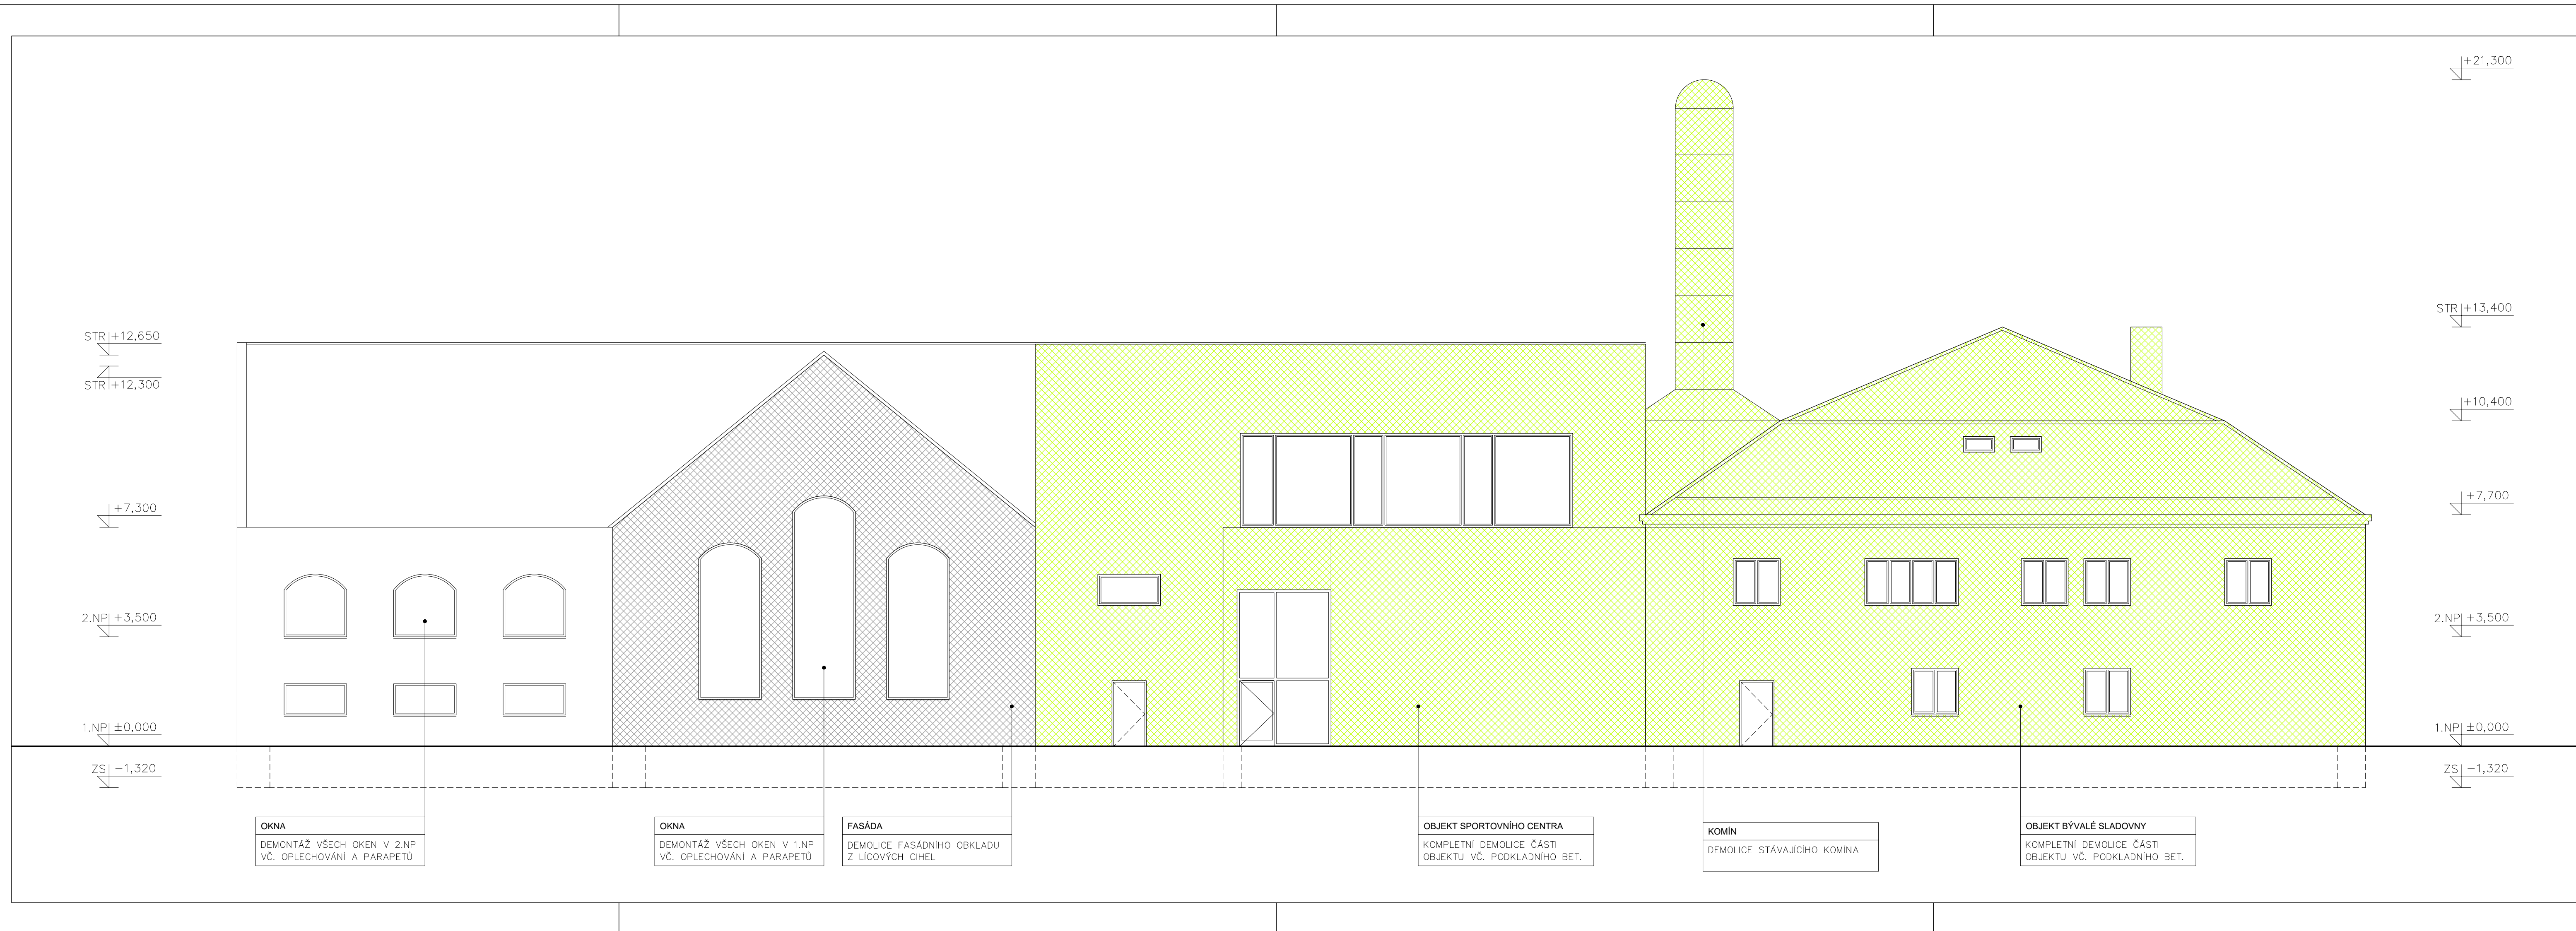 +21,300
STR +12,650
STR +12,300
+7,300
2.NP +3,500
1.NP ±0,000
ZS −1,320
STR +13,400
+10,400
+7,700
2.NP +3,500
1.NP ±0,000
ZS −1,320
OKNA
DEMONTÁŽ VŠECH OKEN V 2.NP
VČ. OPLECHOVÁNÍ A PARAPETŮ
OKNA
DEMONTÁŽ VŠECH OKEN V 1.NP
VČ. OPLECHOVÁNÍ A PARAPETŮ
FASÁDA
DEMOLICE FASÁDNÍHO OBKLADU
Z LÍCOVÝCH CIHEL
OBJEKT SPORTOVNÍHO CENTRA
KOMPLETNÍ DEMOLICE ČÁSTI
OBJEKTU VČ. PODKLADNÍHO BET.
KOMÍN
DEMOLICE STÁVAJÍCÍHO KOMÍNA
OBJEKT BÝVALÉ SLADOVNY
KOMPLETNÍ DEMOLICE ČÁSTI
OBJEKTU VČ. PODKLADNÍHO BET.